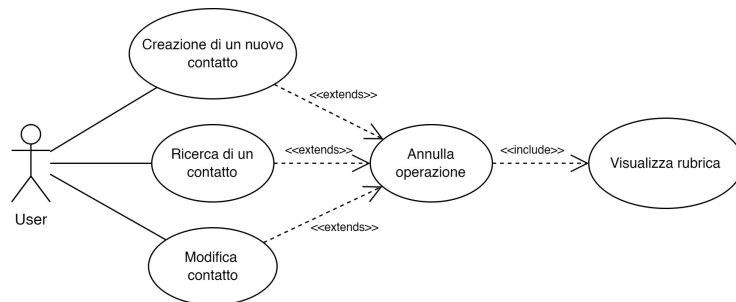 Creazione di un nuovo
contatto
<<extends>>
Ricerca di un
contatto
<<extends>>
Annulla
operazione
<<include>>
Visualizza rubrica
User
<<extends>>
Modifica
contatto